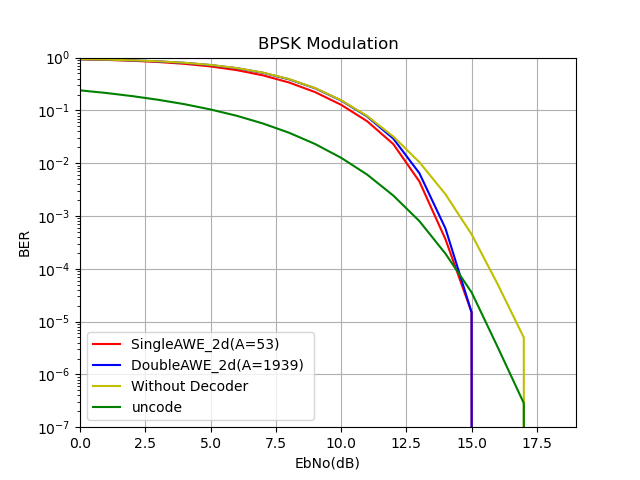 BPSK Modulation
BER
10^0
10^-1
10^-2
10^-3
10^-4
10^-5
10^-6
10^-7
SingleAWE_2d(A=53)
DoubleAWE_2d(A=1939)
Without Decoder
uncode
0.0 2.5 5.0 7.5 10.0 12.5 15.0 17.5
EbNo(dB)